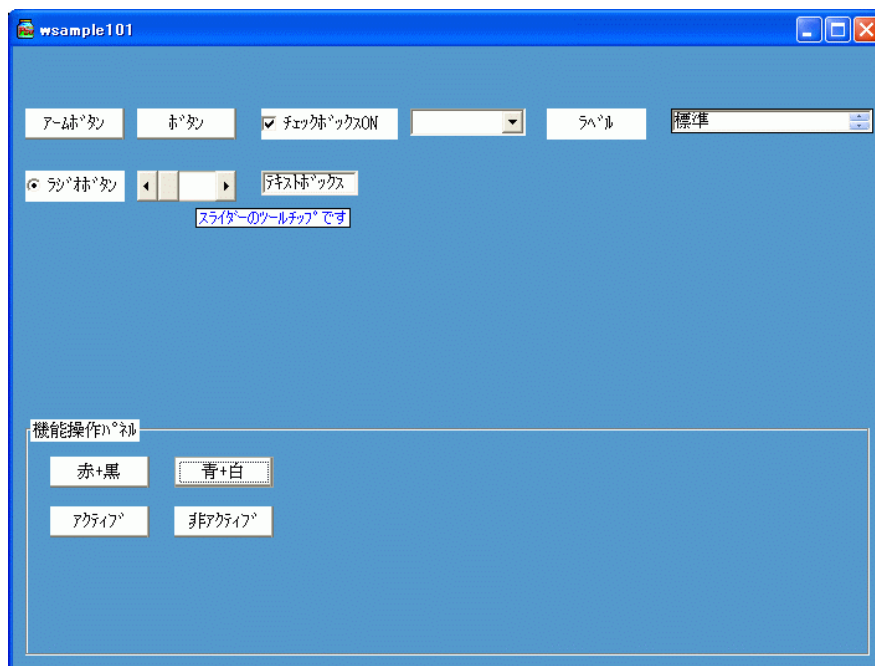 wsample101
ｱｰﾑﾎﾞﾀﾝ
ﾎﾞﾀﾝ
ﾁｪｯｸﾎﾞｯｸｽON
ﾗﾍﾞﾙ
標準
ﾗｼﾞｵﾎﾞﾀﾝ
ﾃｷｽﾄﾎﾞｯｸｽ
ｽﾗｲﾀﾞｰのﾂｰﾙﾁｯﾌﾟです
機能操作ﾊﾟﾈﾙ
赤+黒
青+白
ｱｸﾃｨﾌﾞ
非ｱｸﾃｨﾌﾞ